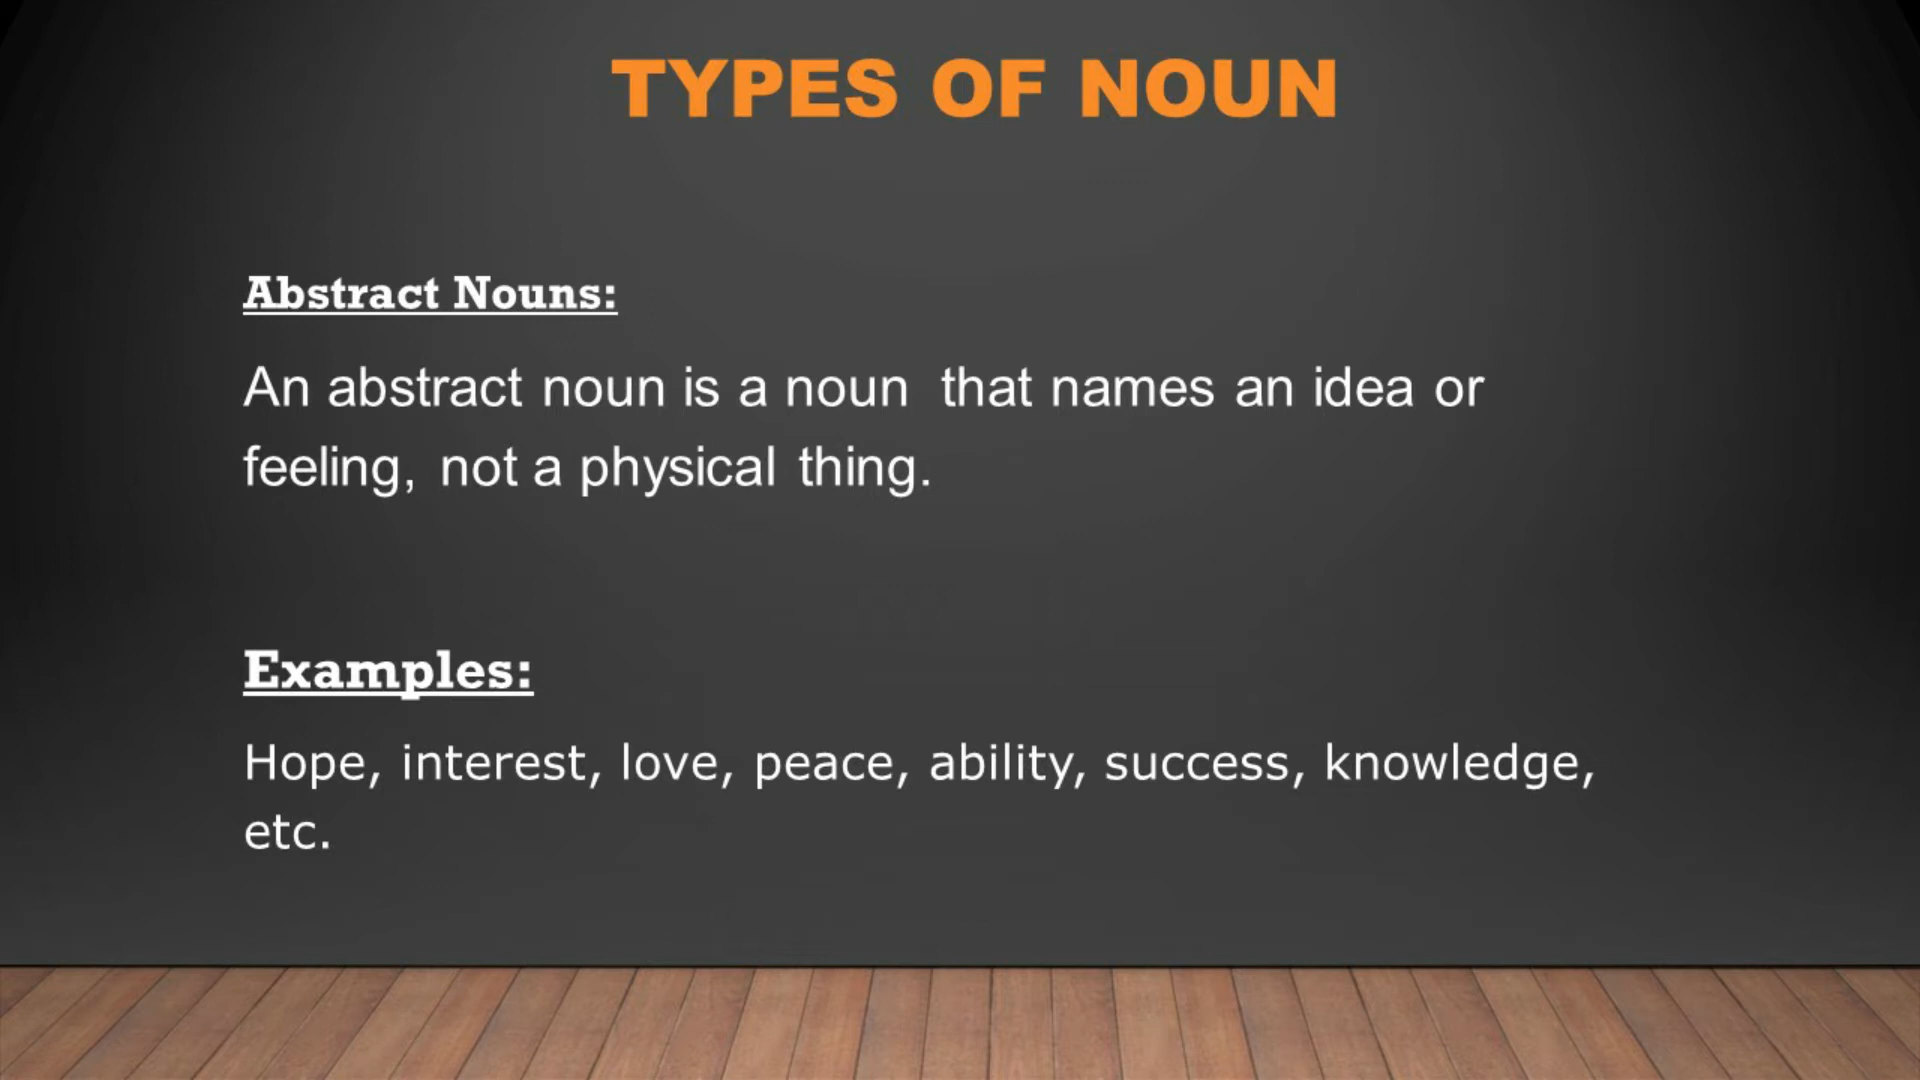 TYPES OF NOUN
Abstract Nouns:
An abstract noun is a noun that names an idea or
feeling, not a physical thing.
Examples:
Hope, interest, love, peace, ability, success, knowledge,
etc.